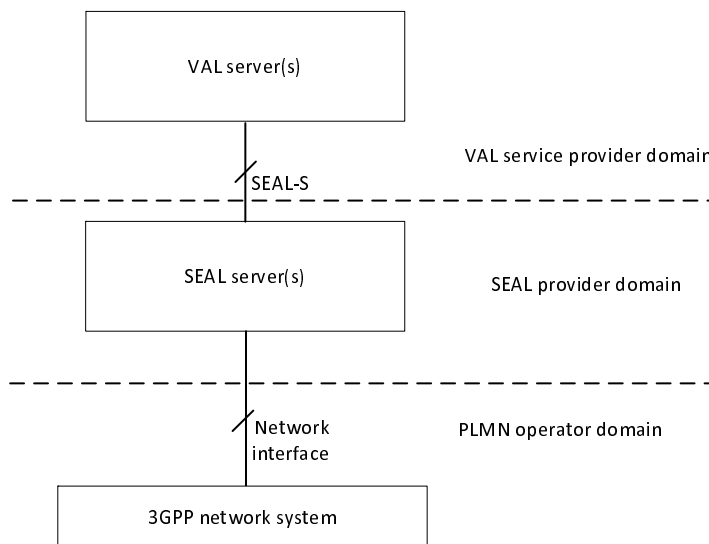 VAL server(s)
VAL service provider domain
SEAL-S
SEAL server(s)
SEAL provider domain
Network
interface
PLMN operator domain
3GPP network system